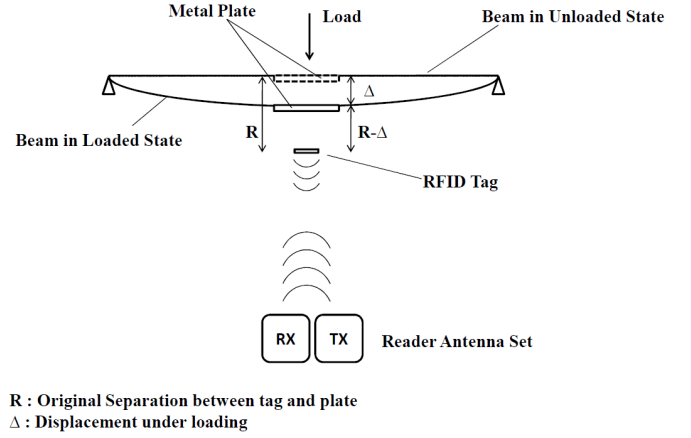 Metal Plate
Load
Beam in Unloaded State
Δ
Beam in Loaded State
R
R-Δ
RFID Tag
RX
TX
Reader Antenna Set
R : Original Separation between tag and plate
Δ : Displacement under loading